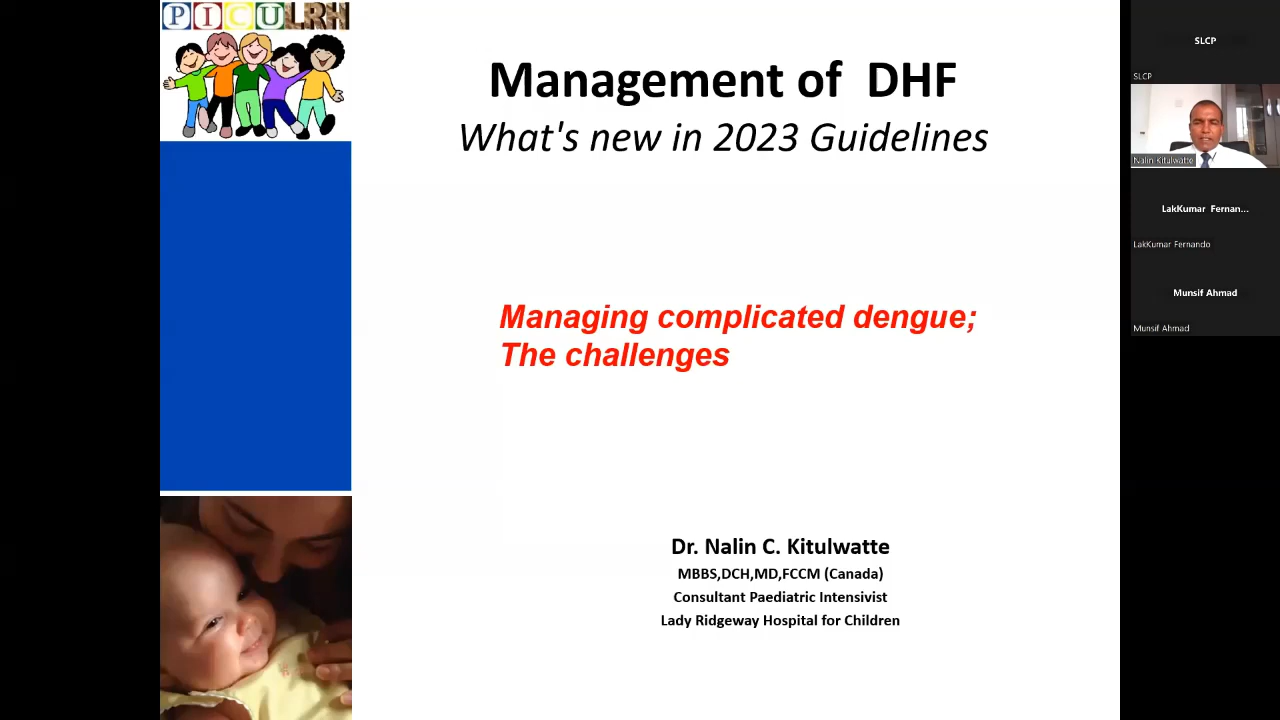 PICULRH
Management of DHF
What's new in 2023 Guidelines
Managing complicated dengue;
The challenges
Dr. Nalin C. Kitulwatte
MBBS,DCH,MD,FCCM (Canada)
Consultant Paediatric Intensivist
Lady Ridgeway Hospital for Children
SLCP
SLCP
Nalin Kitulwatte
LakKumar Fernan...
LakKumar Fernando
Munsif Ahmad
Munsif Ahmad